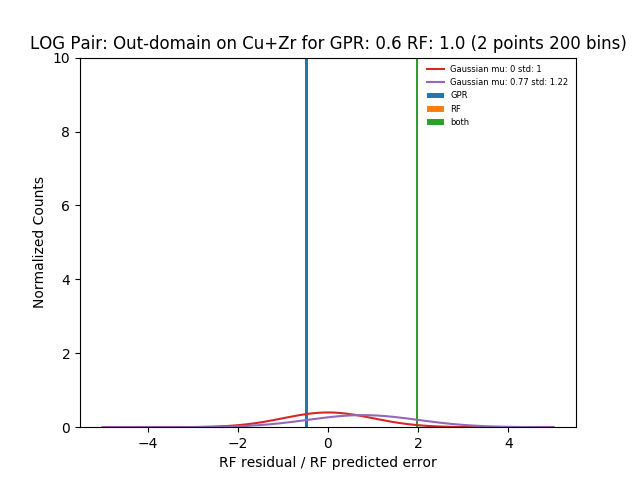 LOG Pair: Out-domain on Cu+Zr for GPR: 0.6 RF: 1.0 (2 points 200 bins)
Gaussian mu: 0 std: 1
Gaussian mu: 0.77 std: 1.22
GPR
RF
both
Normalized Counts
10
8
6
4
2
0
−4
−2
0
2
4
RF residual / RF predicted error